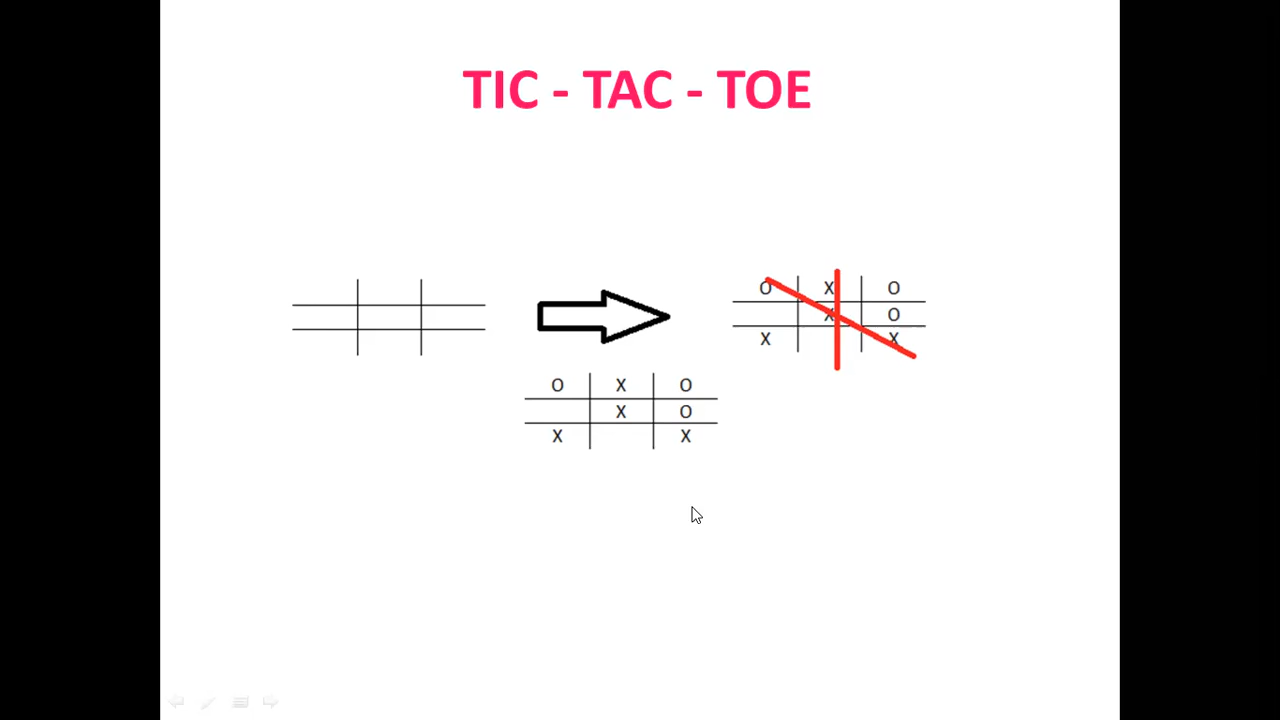 TIC - TAC - TOE
O X O
X O
X X
O X O
X O
X X